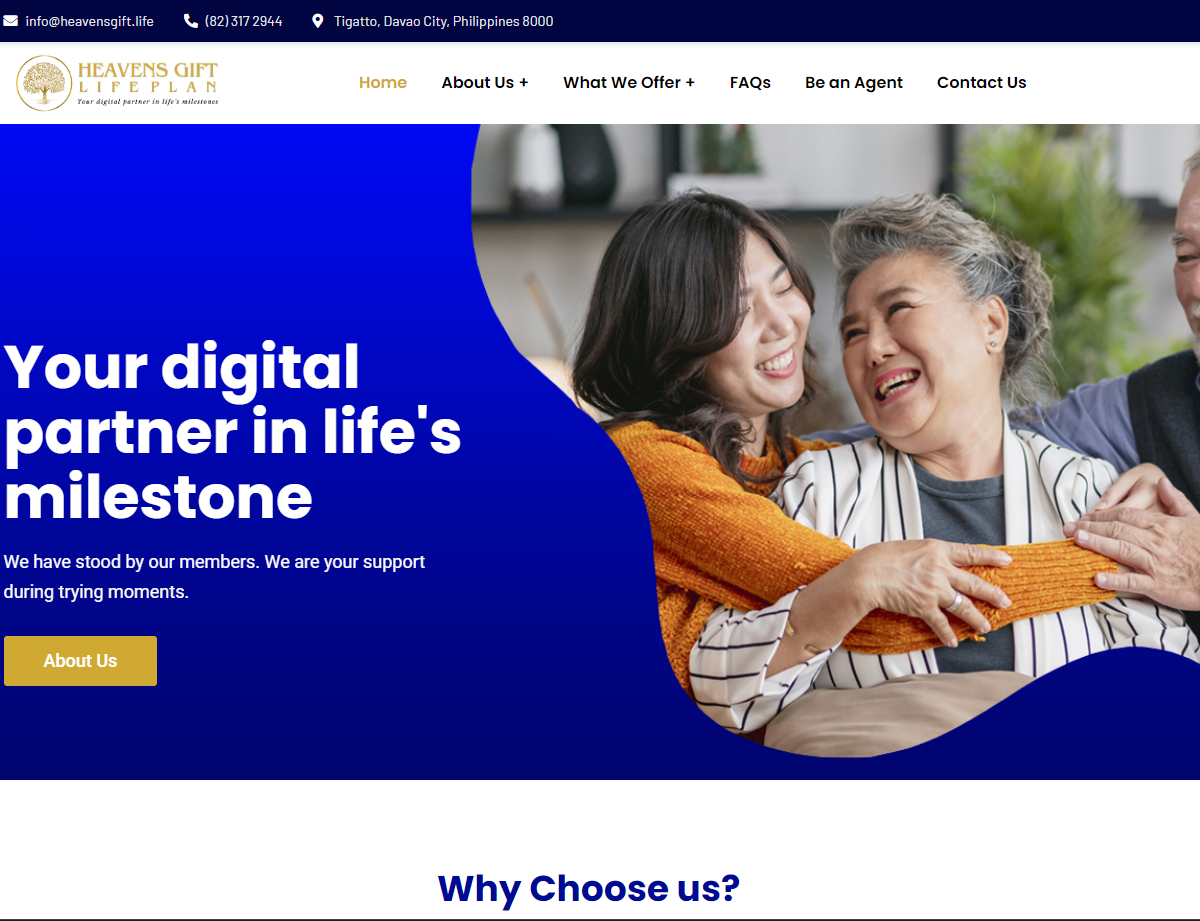 info@heavensgift.life (82) 317 2944 Tigatto, Davao City, Philippines 8000
HEAVENS GIFT
LIFEPLAN
Your digital partner in life's milestones
Home About Us + What We Offer + FAQs Be an Agent Contact Us
Your digital
partner in life's
milestone
We have stood by our members. We are your support
during trying moments.
About Us
Why Choose us?